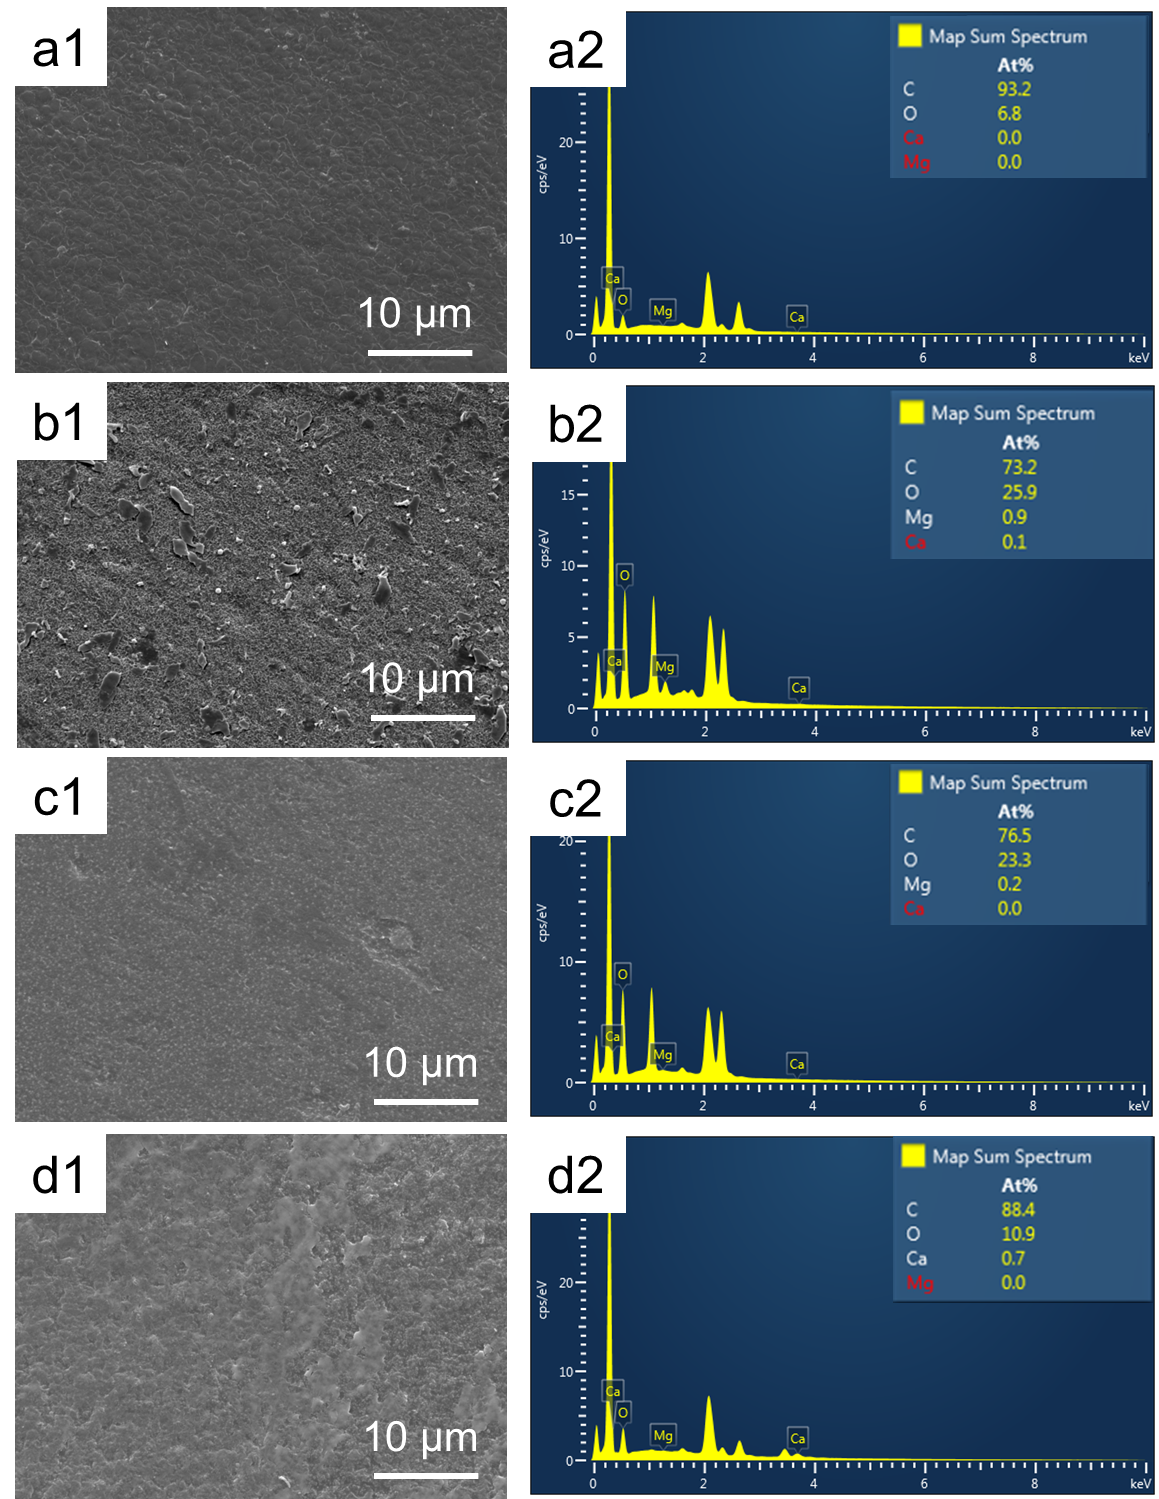 a1
10 µm
a2
Map Sum Spectrum
At%
C 93.2
O 6.8
Ca 0.0
Mg 0.0
cps/eV
20
10
0
Ca
O
Mg
Ca
0 2 4 6 8 keV
b1
10 µm
b2
Map Sum Spectrum
At%
C 73.2
O 25.9
Mg 0.9
Ca 0.1
cps/eV
15
10
5
0
O
Ca
Mg
Ca
0 2 4 6 8 keV
c1
10 µm
c2
Map Sum Spectrum
At%
C 76.5
O 23.3
Mg 0.2
Ca 0.0
cps/eV
20
10
0
O
Ca
Mg
Ca
0 2 4 6 8 keV
d1
10 µm
d2
Map Sum Spectrum
At%
C 88.4
O 10.9
Ca 0.7
Mg 0.0
cps/eV
20
10
0
Ca
O
Mg
Ca
0 2 4 6 8 keV